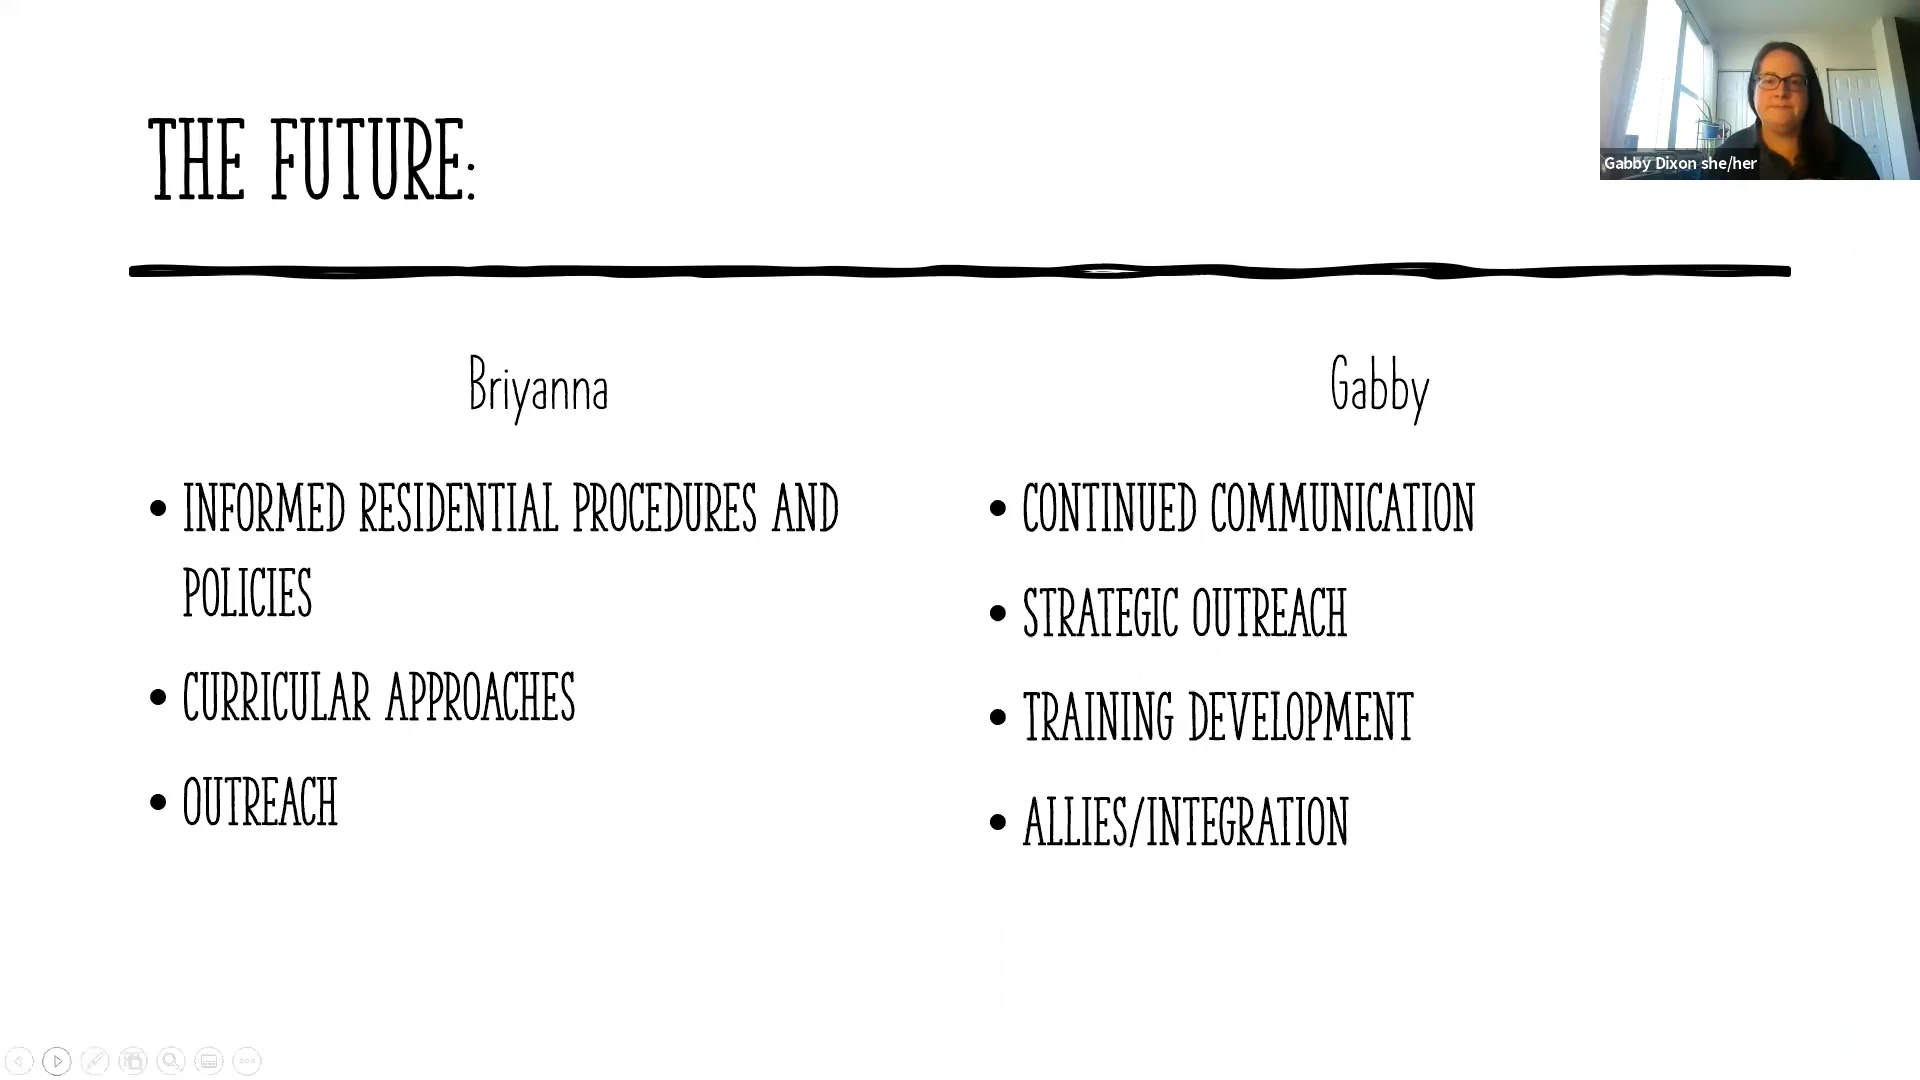 Gabby Dixon she/her
THE FUTURE:
Briyanna
• INFORMED RESIDENTIAL PROCEDURES AND
POLICIES
• CURRICULAR APPROACHES
• OUTREACH
Gabby
• CONTINUED COMMUNICATION
• STRATEGIC OUTREACH
• TRAINING DEVELOPMENT
• ALLIES/INTEGRATION